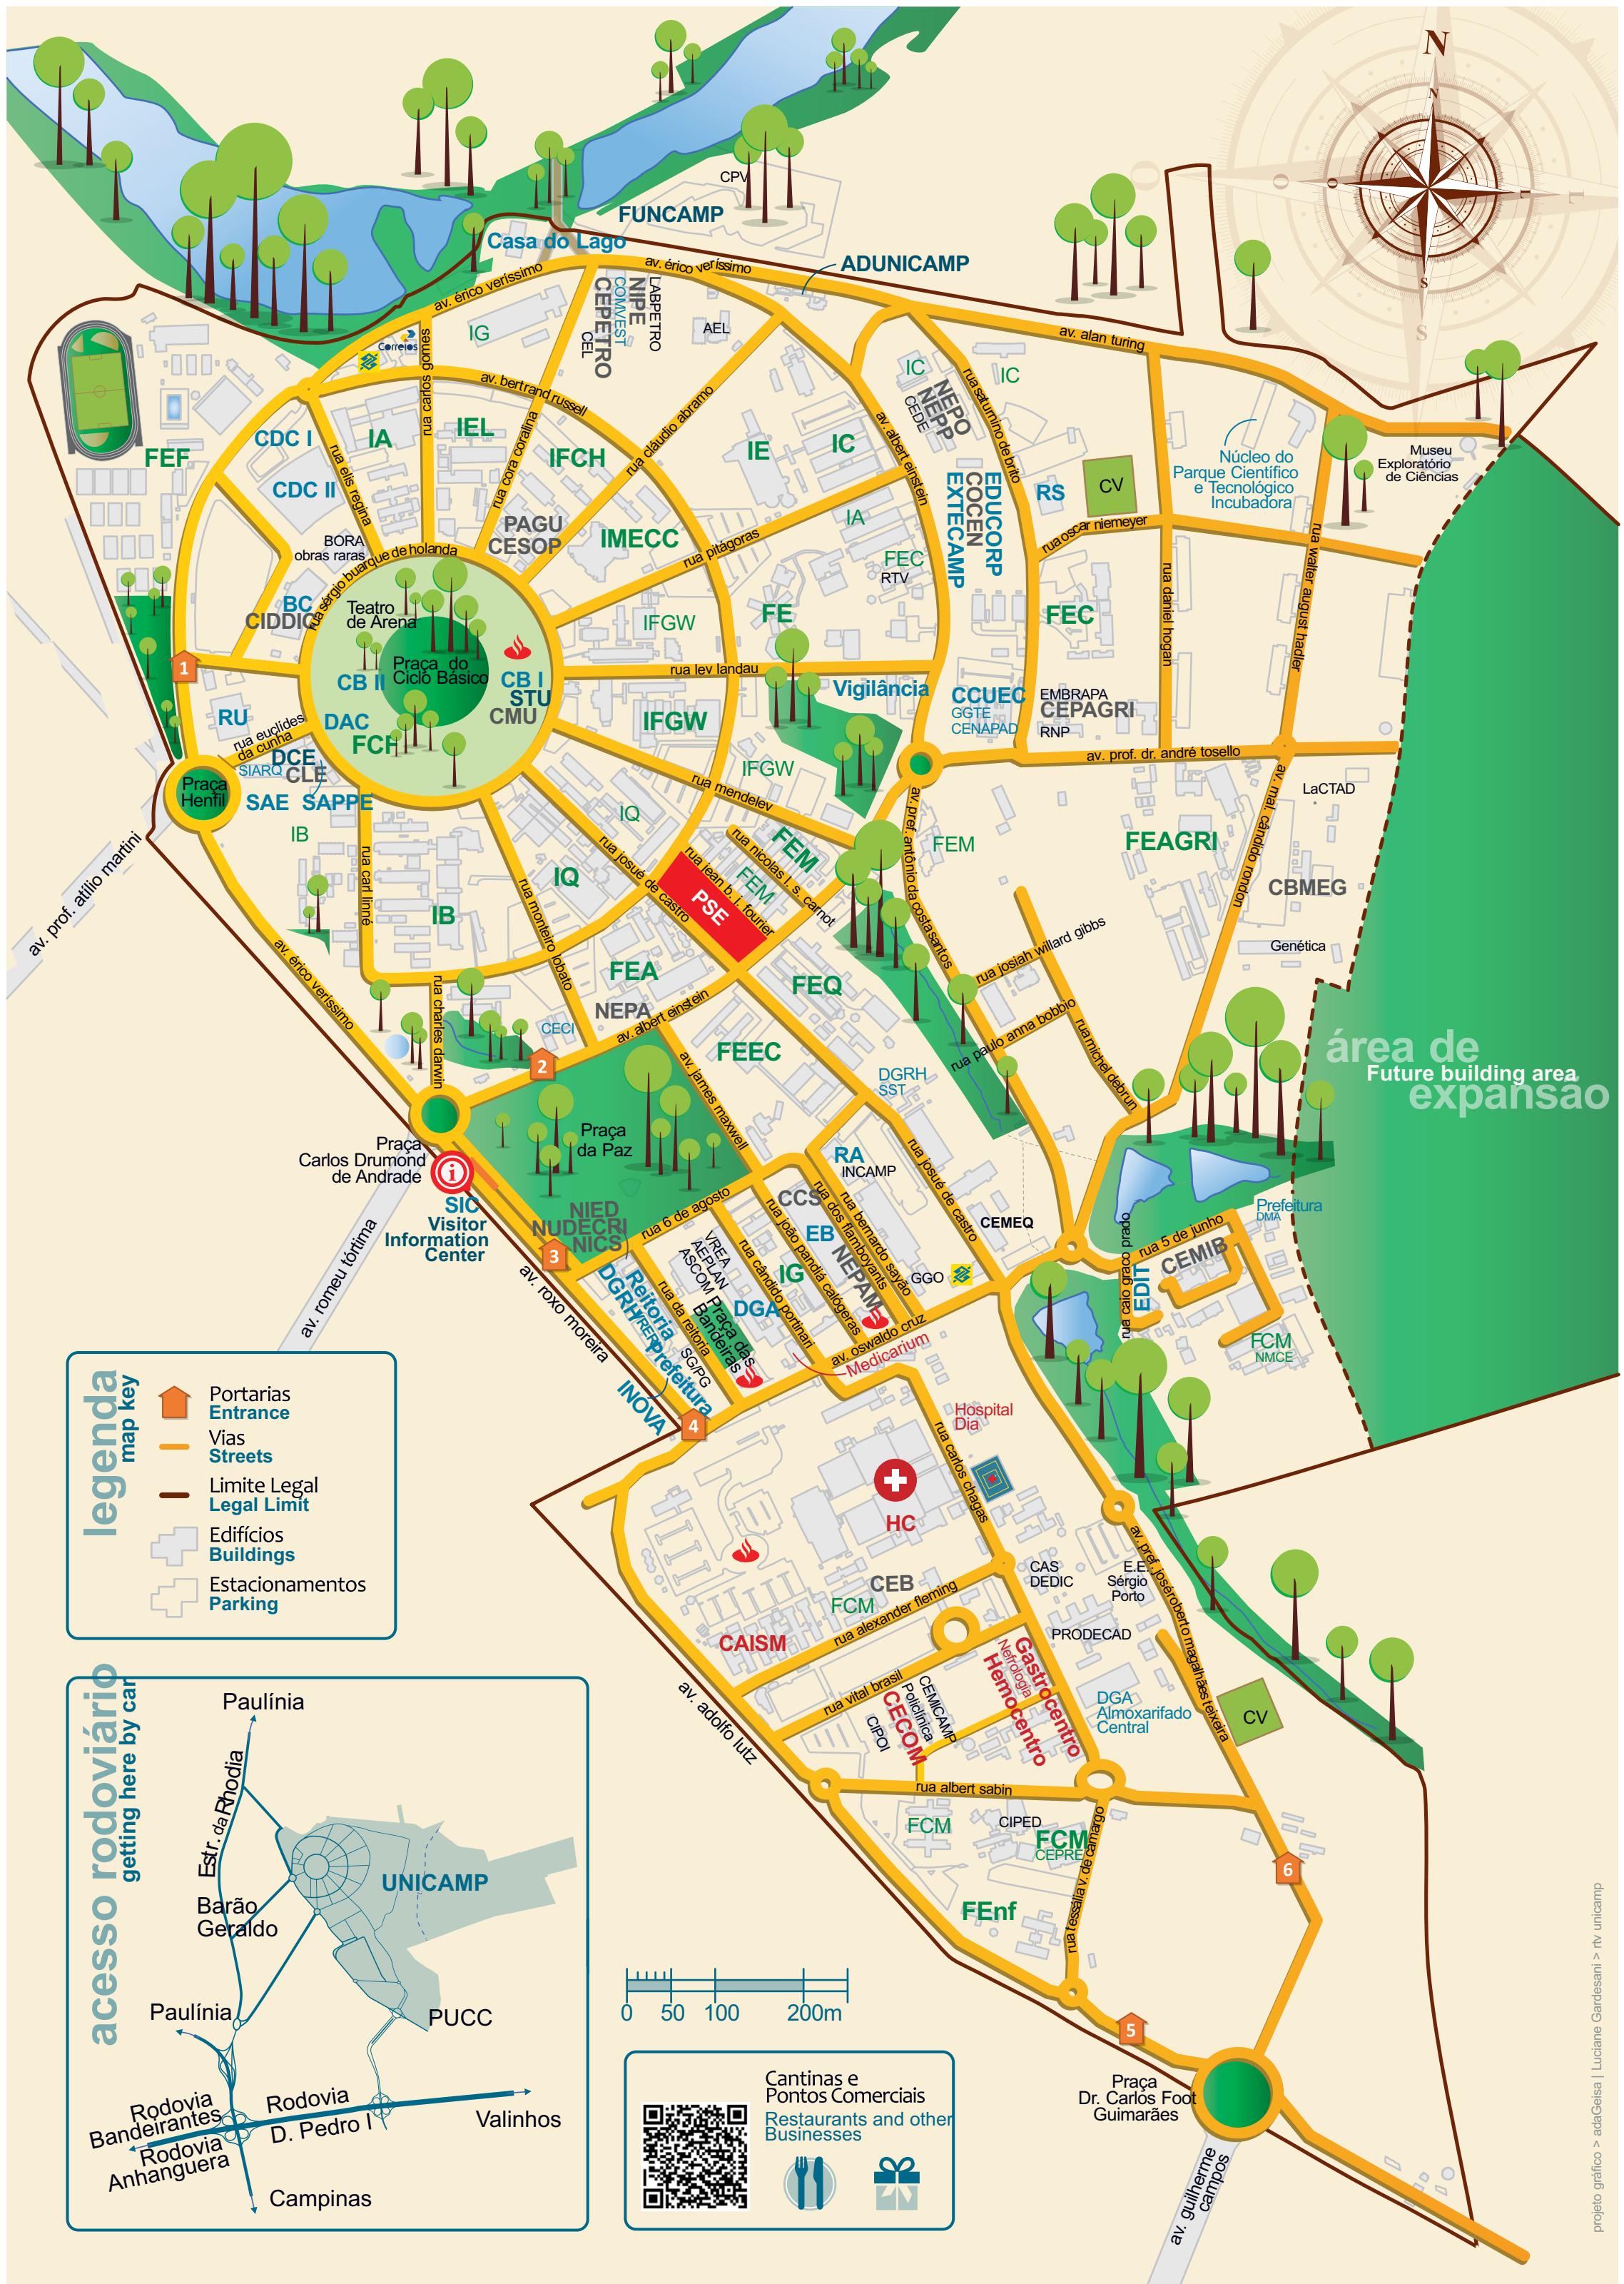 N
N
O
O
E
L
S
S
CPV
FUNCAMP
Casa do Lago
ADUNICAMP
av. érico veríssimo
av. érico veríssimo
CEPETRO
COMVEST
NIPE
LABPETRO
CEL
AEL
IG
Correios
rua carlos gomes
av. bertrand russell
av. alan turing
IC
IC
NEPO
NEPP
CEDE
rua saturnino de brito
av. albert einstein
FEF
CDC I
CDC II
IA
IEL
IFCH
rua elis regina
rua cora coralina
rua cláudio abramo
IE
IC
IA
Museu
Exploratório
de Ciências
Núcleo do
Parque Científico
e Tecnológico
Incubadora
RS
CV
EDUCORP
COCEN
EXTECAMP
BORA
obras raras
PAGU
CESOP
IMECC
rua pitágoras
FEC
RTV
rua oscar niemeyer
rua daniel hogan
rua walter august hadler
rua sérgio buarque de holanda
BC
CIDDIC
Teatro
de Arena
Praça do
Ciclo Básico
CB II
CB I
STU
CMU
DAC
FCF
IFGW
FE
FEC
rua lev landau
Vigilância
CCUEC
GGTE
CENAPAD
EMBRAPA
CEPAGRI
RNP
IFGW
IFGW
1
RU
rua euclídes
da cunha
DCE
SIARQ
CLE
SAE
SAPPE
Praça
Henfil
IB
av. prof. dr. andré tosello
rua mendelev
LaCTAD
FEAGRI
CBMEG
Genética
av. mal. cândido rondon
FEM
FEM
FEM
rua nicolas l. s. carnot
rua jean b. j. fourier
PSE
IQ
IQ
rua josué de castro
rua monteiro lobato
rua carl linné
IB
av. prof. atílio martini
av. érico veríssimo
rua charles darwin
FEA
NEPA
av. albert einstein
CECI
2
FEQ
FEEC
av. pref. antônio da costa santos
rua josiah willard gibbs
rua paulo anna bobbio
rua michel debrun
área de
Future building area
expansão
DGRH
SST
av. james maxwell
Praça
da Paz
Praça
Carlos Drumond
de Andrade
i
SIC
Visitor
Information
Center
av. romeu tórtima
NIED
NUDECRI
NICS
3
rua 6 de agosto
av. roxo moreira
RA
INCAMP
CCS
EB
IG
NEPAM
rua bernardo sayão
rua dos flamboyants
rua joão pandiá calógeras
rua cândido portinari
rua josué de castro
CEMEQ
GGO
av. oswaldo cruz
Medicarium
Prefeitura
DMA
rua 5 de junho
CEMIB
rua caio graco prado
EDIT
FCM
NMCE
VREA
AEPLAN
ASCOM
DGA
Praça das
Bandeiras
rua da reitoria
SG/PG
DGRH
Reitoria
Prefeitura
INOVA
4
Hospital
Dia
rua carlos chagas
HC
CEB
FCM
CAISM
rua alexander fleming
CAS
DEDIC
E.E.
Sérgio
Porto
PRODECAD
av. pref. josé roberto magalhães teixeira
rua vital brasil
Gastrocentro
Nefrologia
Hemocentro
CEMICAMP
Policlínica
CECOM
CIPOI
DGA
Almoxarifado
Central
CV
av. adolfo lutz
rua albert sabin
FCM
CIPED
FCM
CEPRE
rua tessália v. de camargo
FEnf
6
5
Praça
Dr. Carlos Foot
Guimarães
av. guilherme
campos
legenda
map key
Portarias
Entrance
Vias
Streets
Limite Legal
Legal Limit
Edifícios
Buildings
Estacionamentos
Parking
acesso rodoviário
getting here by car
Paulínia
Estr. da Rhodia
Barão
Geraldo
UNICAMP
Paulínia
PUCC
Rodovia
Bandeirantes
Rodovia
D. Pedro I
Valinhos
Rodovia
Anhanguera
Campinas
0 50 100 200m
Cantinas e
Pontos Comerciais
Restaurants and other
Businesses
projeto gráfico > adaGeisa | Luciane Gardesani > rtv unicamp